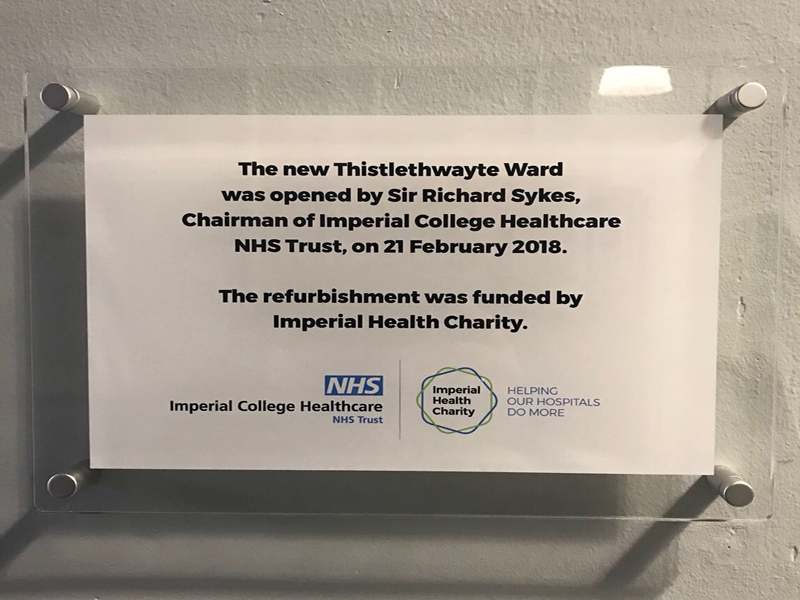 The new Thistlethwayte Ward
was opened by Sir Richard Sykes,
Chairman of Imperial College Healthcare
NHS Trust, on 21 February 2018.
The refurbishment was funded by
Imperial Health Charity.
NHS
Imperial College Healthcare
NHS Trust
Imperial
Health
Charity
HELPING
OUR HOSPITALS
DO MORE